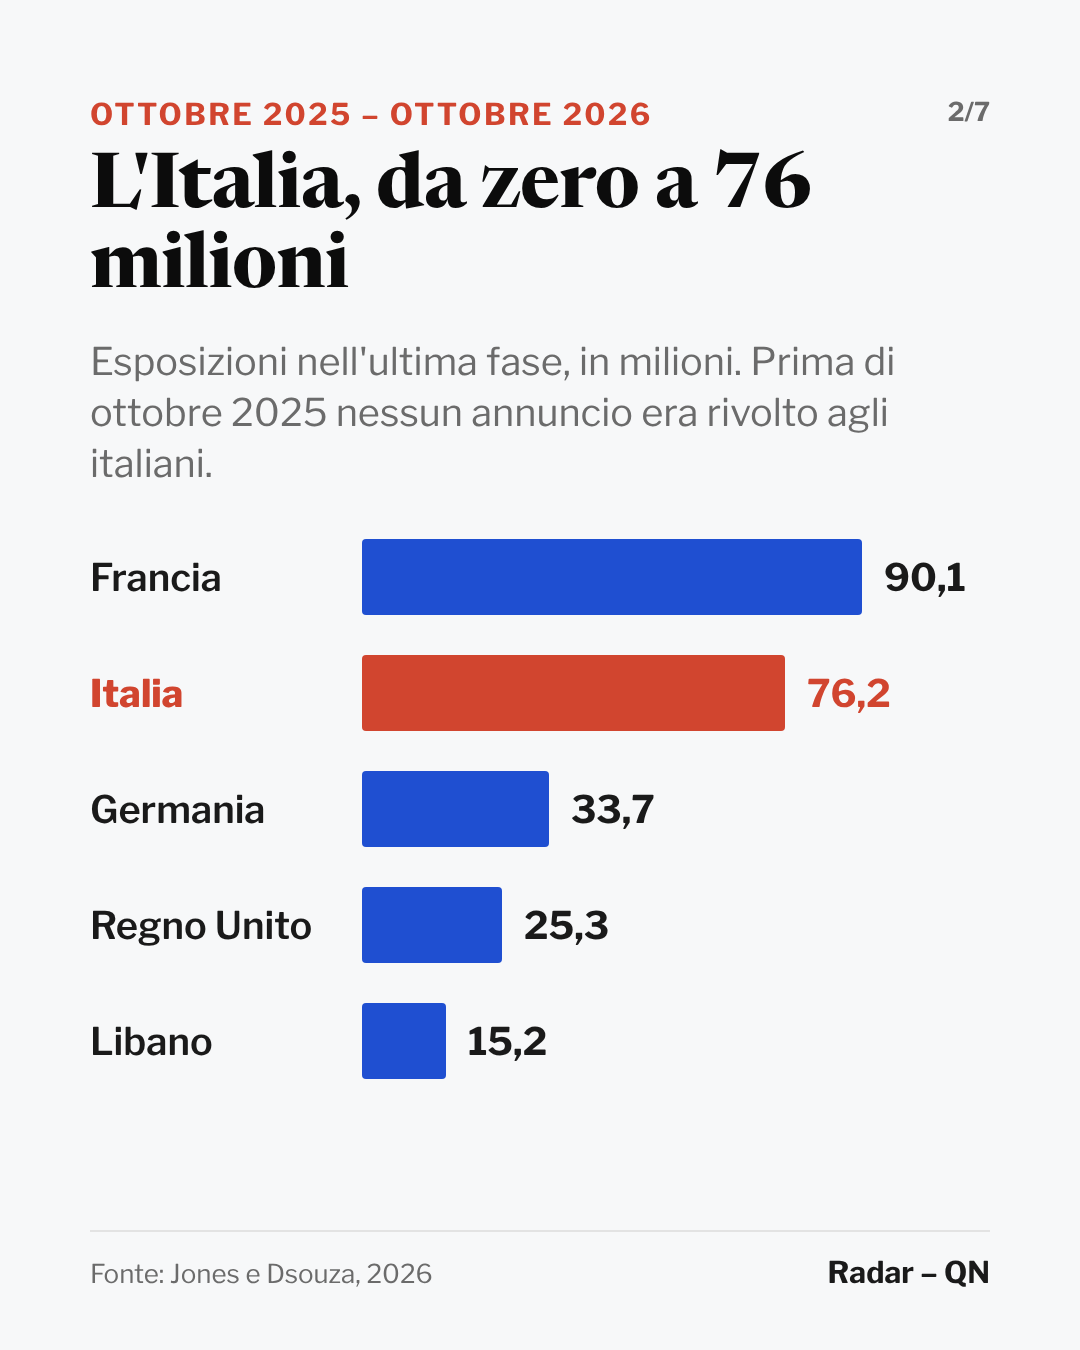 OTTOBRE 2025 – OTTOBRE 2026
2/7
L'Italia, da zero a 76
milioni
Esposizioni nell'ultima fase, in milioni. Prima di
ottobre 2025 nessun annuncio era rivolto agli
italiani.
Francia 90,1
Italia 76,2
Germania 33,7
Regno Unito 25,3
Libano 15,2
Fonte: Jones e Dsouza, 2026
Radar – QN